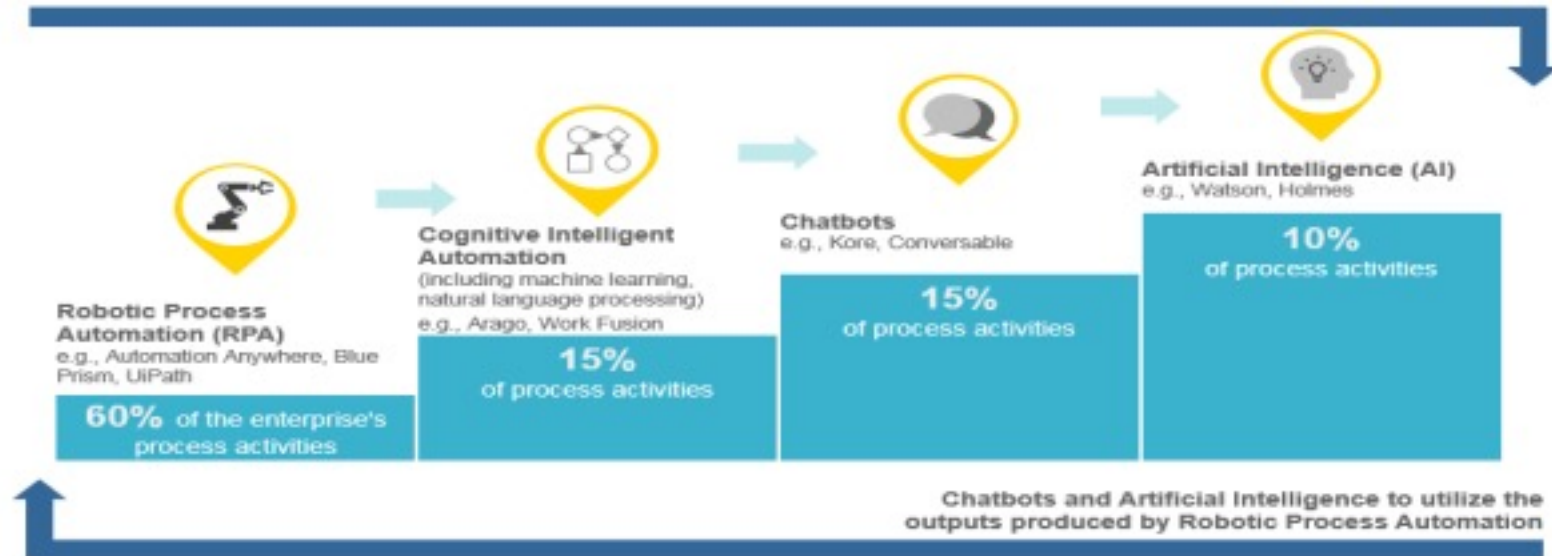 Robotic Process
Automation (RPA)
e.g., Automation Anywhere, Blue
Prism, UiPath
60% of the enterprise's
process activities
Cognitive Intelligent
Automation
(including machine learning,
natural language processing)
e.g., Arago, Work Fusion
15%
of process activities
Chatbots
e.g., Kore, Conversable
15%
of process activities
Artificial Intelligence (AI)
e.g., Watson, Holmes
10%
of process activities
Chatbots and Artificial Intelligence to utilize the
outputs produced by Robotic Process Automation